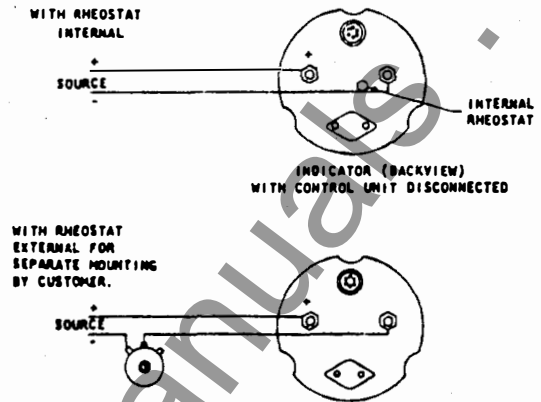 WITH RHEOSTAT
INTERNAL
+
+
SOURCE
-
INTERNAL
RHEOSTAT
INDICATOR (BACKVIEW)
WITH CONTROL UNIT DISCONNECTED
WITH RHEOSTAT
EXTERNAL FOR
SEPARATE MOUNTING
BY CUSTOMER.
+
+
SOURCE
-